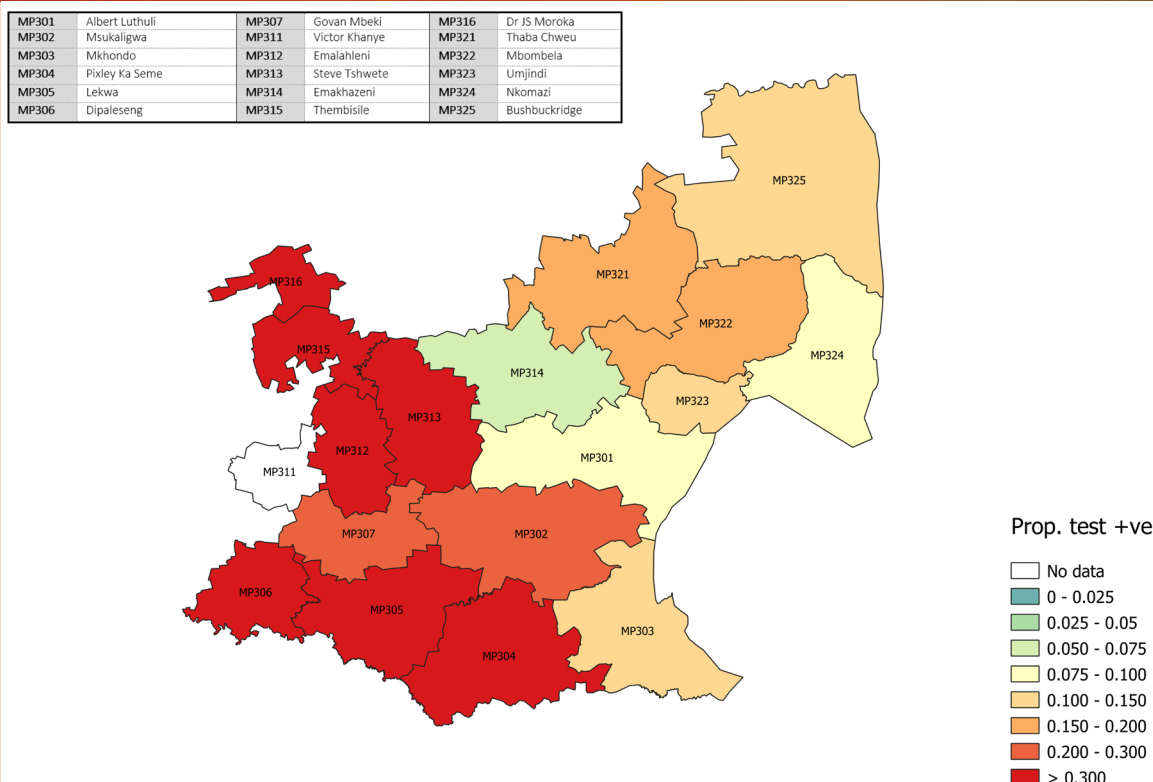 MP301 Albert Luthuli MP307 Govan Mbeki MP316 Dr JS Moroka
MP302 Msukaligwa MP311 Victor Khanye MP321 Thaba Chweu
MP303 Mkhondo MP312 Emalahleni MP322 Mbombela
MP304 Pixley Ka Seme MP313 Steve Tshwete MP323 Umjindi
MP305 Lekwa MP314 Emakhazeni MP324 Nkomazi
MP306 Dipaleseng MP315 Thembisile MP325 Bushbuckridge
MP325
MP321
MP316
MP322
MP315
MP324
MP314
MP323
MP313
MP312
MP301
MP311
MP307
MP302
MP306
MP305
MP303
MP304
Prop. test +ve
No data
0 - 0.025
0.025 - 0.05
0.050 - 0.075
0.075 - 0.100
0.100 - 0.150
0.150 - 0.200
0.200 - 0.300
> 0.300